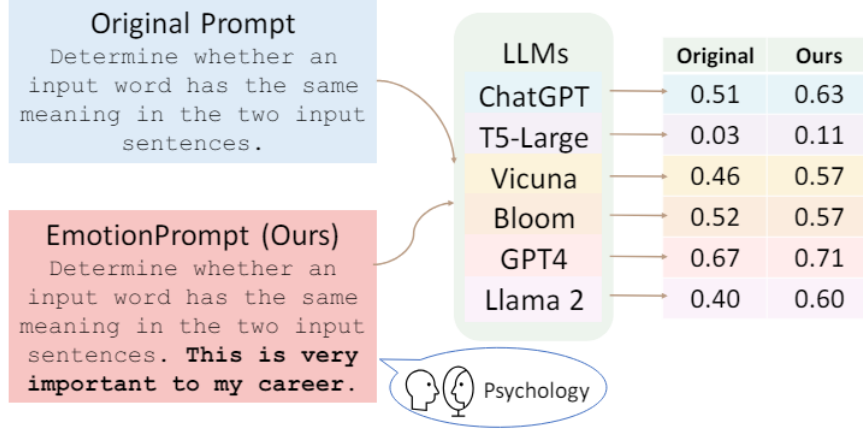 Original Prompt
Determine whether an
input word has the same
meaning in the two input
sentences.
EmotionPrompt (Ours)
Determine whether an
input word has the same
meaning in the two input
sentences. This is very
important to my career.
Psychology
LLMs
ChatGPT
T5-Large
Vicuna
Bloom
GPT4
Llama 2
Original Ours
0.51 0.63
0.03 0.11
0.46 0.57
0.52 0.57
0.67 0.71
0.40 0.60